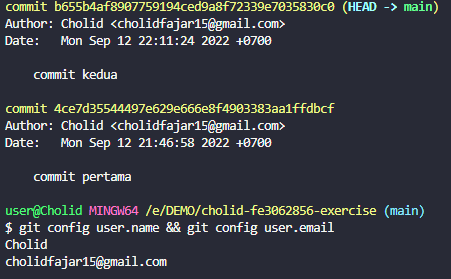 commit b655b4af8907759194ced9a8f72339e7035830c0 (HEAD -> main)
Author: Cholid <cholidfajar15@gmail.com>
Date:   Mon Sep 12 22:11:24 2022 +0700
    commit kedua
commit 4ce7d35544497e629e666e8f4903383aa1ffdbcf
Author: Cholid <cholidfajar15@gmail.com>
Date:   Mon Sep 12 21:46:58 2022 +0700
    commit pertama
user@Cholid MINGW64 /e/DEMO/cholid-fe3062856-exercise (main)
$ git config user.name && git config user.email
Cholid
cholidfajar15@gmail.com